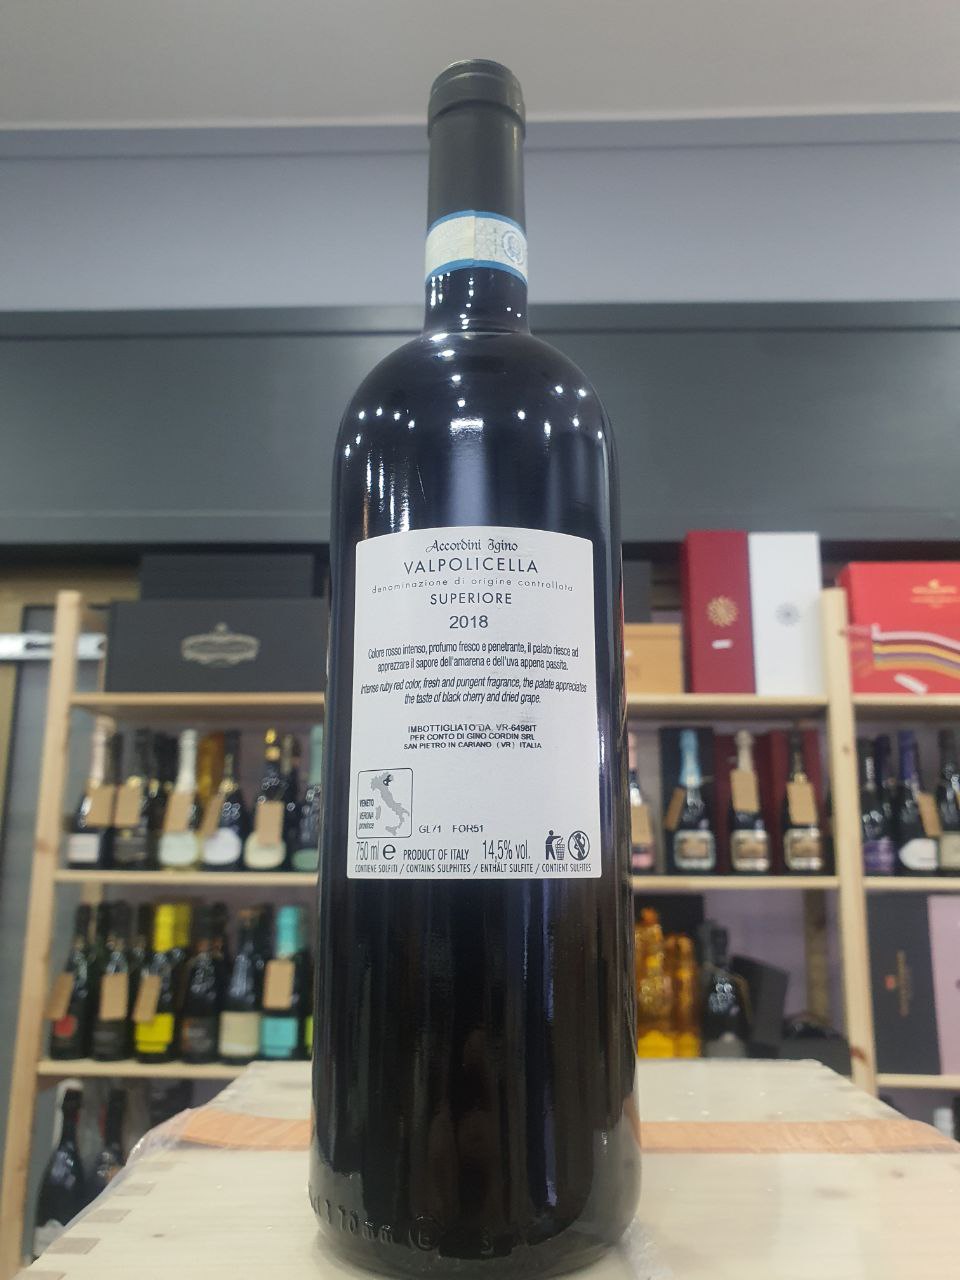 Accordini Igino
VALPOLICELLA
denominazione di origine controllata
SUPERIORE
2018
Colore rosso intenso, profumo fresco e penetrante, il palato riesce ad
apprezzare il sapore dell'amarena e dell'uva appena passita.
Intense ruby red color, fresh and pungent fragrance, the palate appreciates
the taste of black cherry and dried grape.
IMBOTTIGLIATO DA VR-6498IT
PER CONTO DI GINO CORDIN SRL
SAN PIETRO IN CARIANO (VR) ITALIA
VENETO
VERONA
province
GL/1 FOR51
750 ml e PRODUCT OF ITALY 14,5% vol.
CONTIENE SOLFITI / CONTAINS SULPHITES / ENTHÄLT SULFITE / CONTIENT SULFITES
70mm